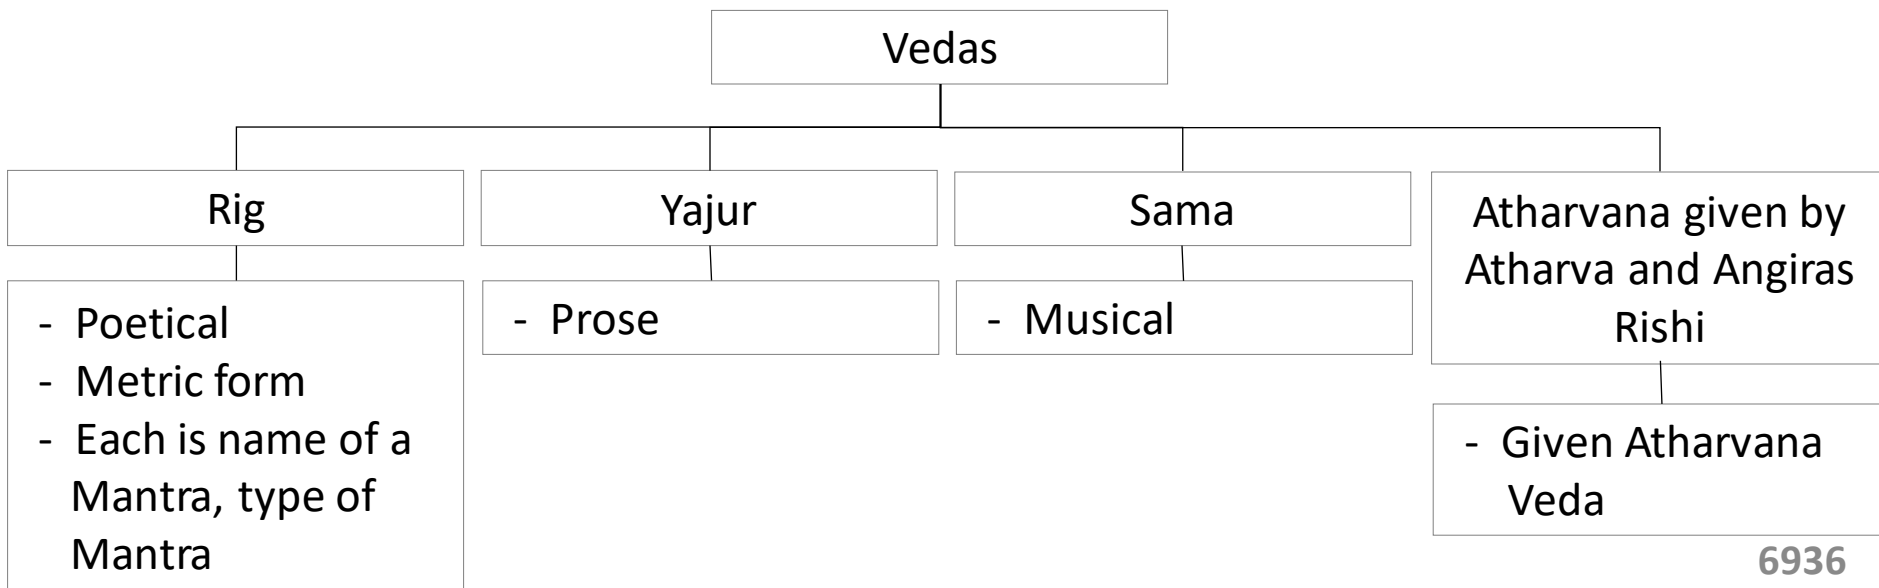 Vedas
Rig
Yajur
Sama
Atharvana given by
Atharva and Angiras
Rishi
- Poetical
- Metric form
- Each is name of a
Mantra, type of
Mantra
- Prose
- Musical
- Given Atharvana
Veda
6936